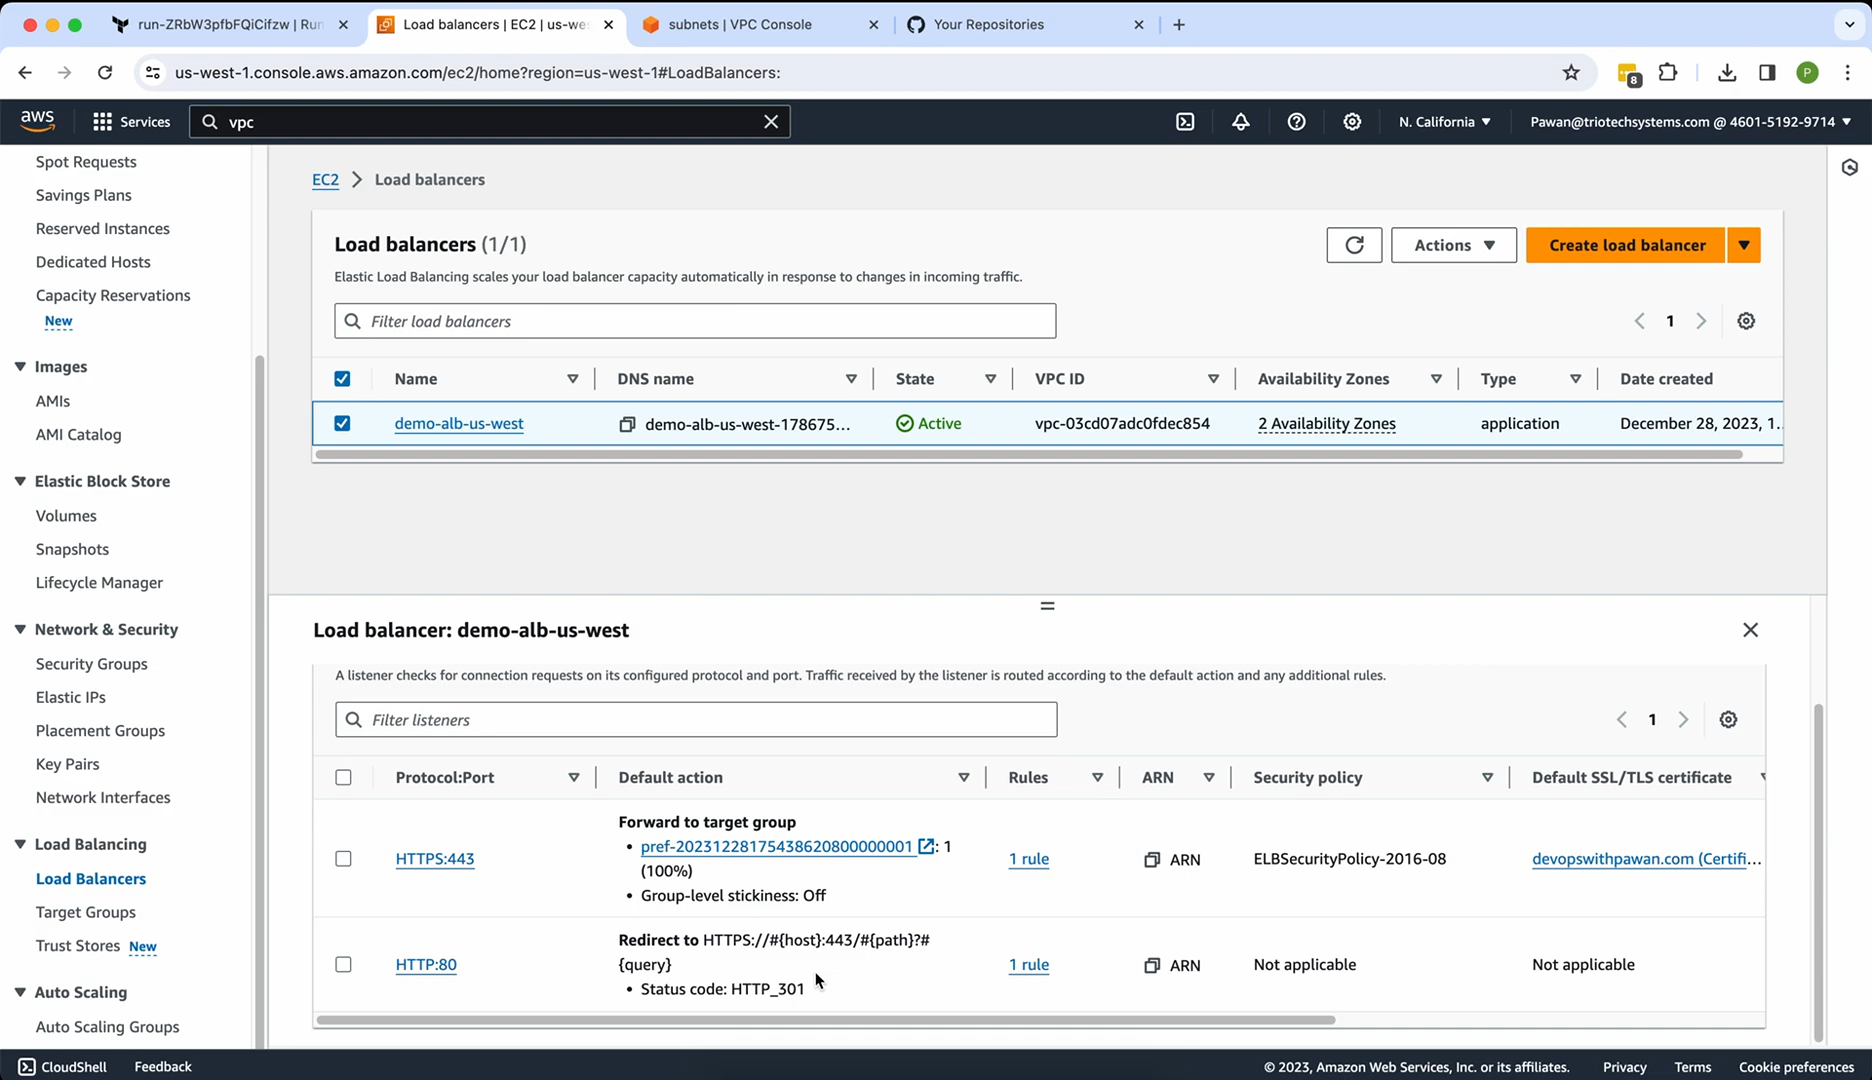 run-ZRbW3pfbFQiCifzw | Run
Load balancers | EC2 | us-we
subnets | VPC Console
Your Repositories
us-west-1.console.aws.amazon.com/ec2/home?region=us-west-1#LoadBalancers:
8
P
aws
Services
vpc
N. California
Pawan@triotechsystems.com @ 4601-5192-9714
Spot Requests
Savings Plans
Reserved Instances
Dedicated Hosts
Capacity Reservations
New
Images
AMIs
AMI Catalog
Elastic Block Store
Volumes
Snapshots
Lifecycle Manager
Network & Security
Security Groups
Elastic IPs
Placement Groups
Key Pairs
Network Interfaces
Load Balancing
Load Balancers
Target Groups
Trust Stores New
Auto Scaling
Auto Scaling Groups
EC2 > Load balancers
Load balancers (1/1)
Actions
Create load balancer
Elastic Load Balancing scales your load balancer capacity automatically in response to changes in incoming traffic.
Filter load balancers
1
Name DNS name State VPC ID Availability Zones Type Date created
demo-alb-us-west demo-alb-us-west-178675... Active vpc-03cd07adc0fdec854 2 Availability Zones application December 28, 2023, 1...
Load balancer: demo-alb-us-west
A listener checks for connection requests on its configured protocol and port. Traffic received by the listener is routed according to the default action and any additional rules.
Filter listeners
1
Protocol:Port Default action Rules ARN Security policy Default SSL/TLS certificate
HTTPS:443
Forward to target group
• pref-20231228175438620800000001 : 1
(100%)
• Group-level stickiness: Off
1 rule
ARN
ELBSecurityPolicy-2016-08
devopswithpawan.com (Certifi...
HTTP:80
Redirect to HTTPS://#{host}:443/#{path}?#
{query}
• Status code: HTTP_301
1 rule
ARN
Not applicable
Not applicable
CloudShell
Feedback
© 2023, Amazon Web Services, Inc. or its affiliates.
Privacy
Terms
Cookie preferences